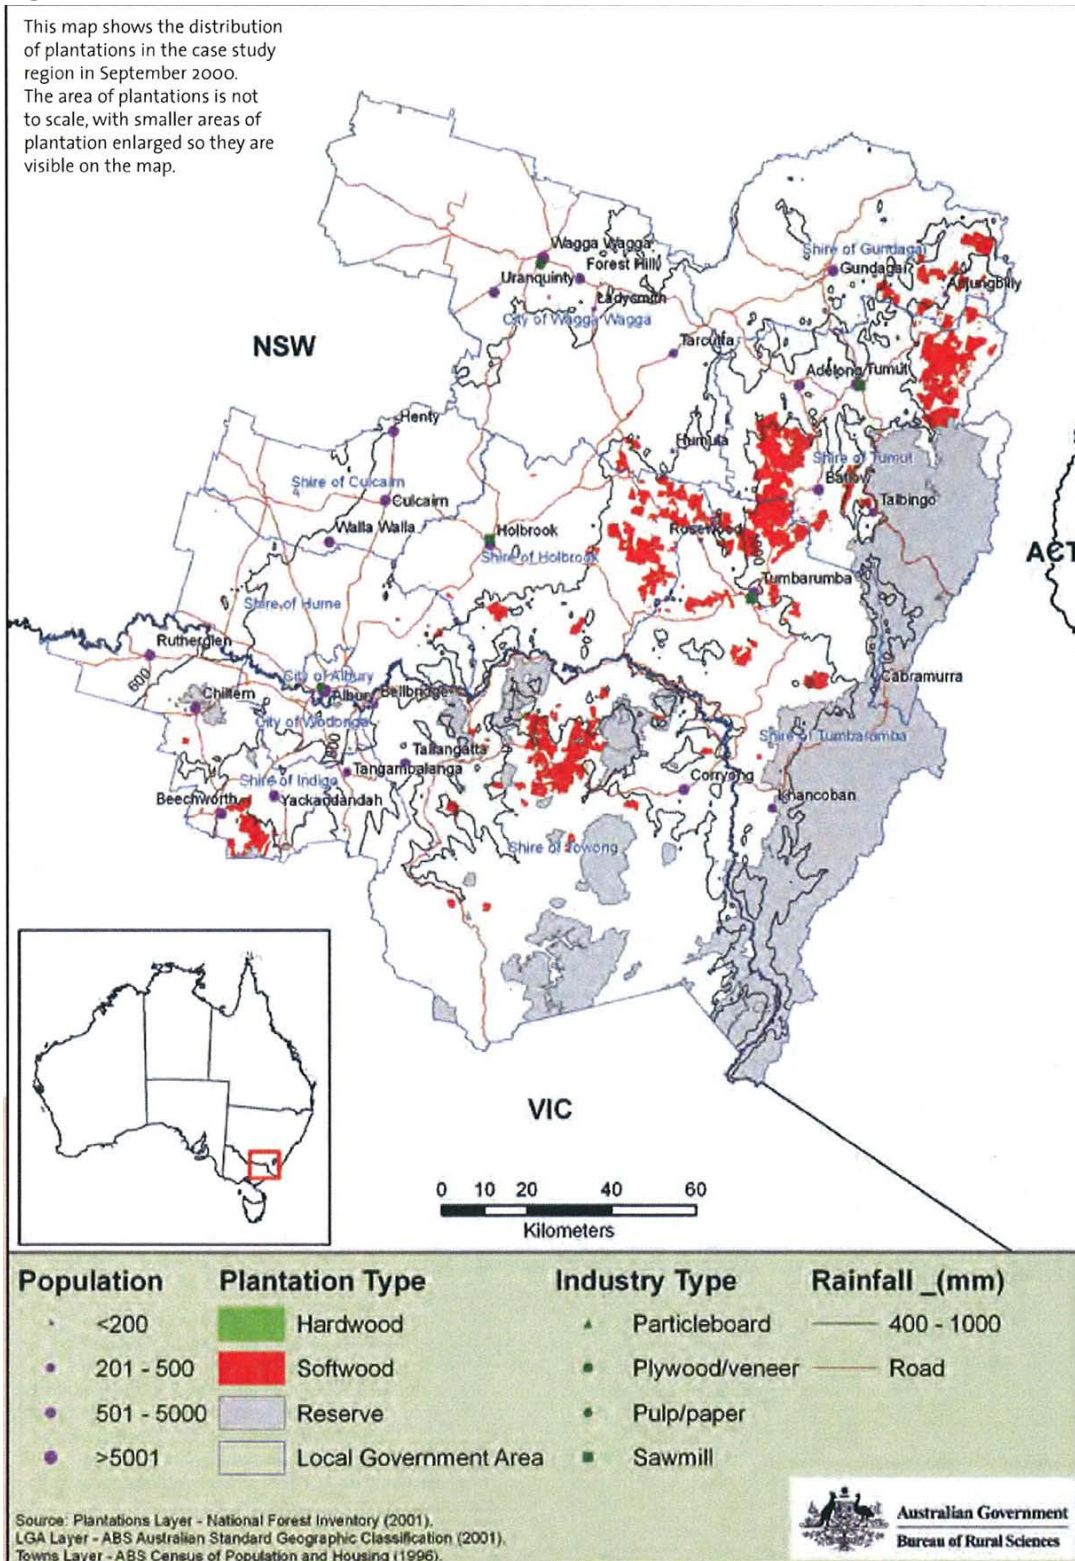 This map shows the distribution
of plantations in the case study
region in September 2000.
The area of plantations is not
to scale, with smaller areas of
plantation enlarged so they are
visible on the map.
Wagga Wagga
Shire of Gundagai
Forest Hill
Gundagai
Uranquinty
Adjungbilly
Ladysmith
City of Wagga Wagga
NSW
Tarcutta
Adelong
Tumut
Henty
Humula
Shire of Tumut
Shire of Culcairn
Batlow
Culcairn
Talbingo
Walla Walla
Holbrook
Rosewood
Shire of Holbrook
ACT
Tumbarumba
Shire of Hume
Rutherglen
City of Albury
Cabramurra
600
Chiltern
Albury
Bellbridge
City of Wodonga
Shire of Tumbarumba
Tallangatta
Tangambalanga
Corryong
Shire of Indigo
Beechworth
Yackandandah
Khancoban
Shire of Towong
VIC
0 10 20 40 60
Kilometers
Population Plantation Type Industry Type Rainfall _(mm)
<200 Hardwood Particleboard 400 - 1000
201 - 500 Softwood Plywood/veneer Road
501 - 5000 Reserve Pulp/paper
>5001 Local Government Area Sawmill
Source: Plantations Layer - National Forest Inventory (2001),
LGA Layer - ABS Australian Standard Geographic Classification (2001),
Towns Layer - ABS Census of Population and Housing (1996).
Australian Government
Bureau of Rural Sciences